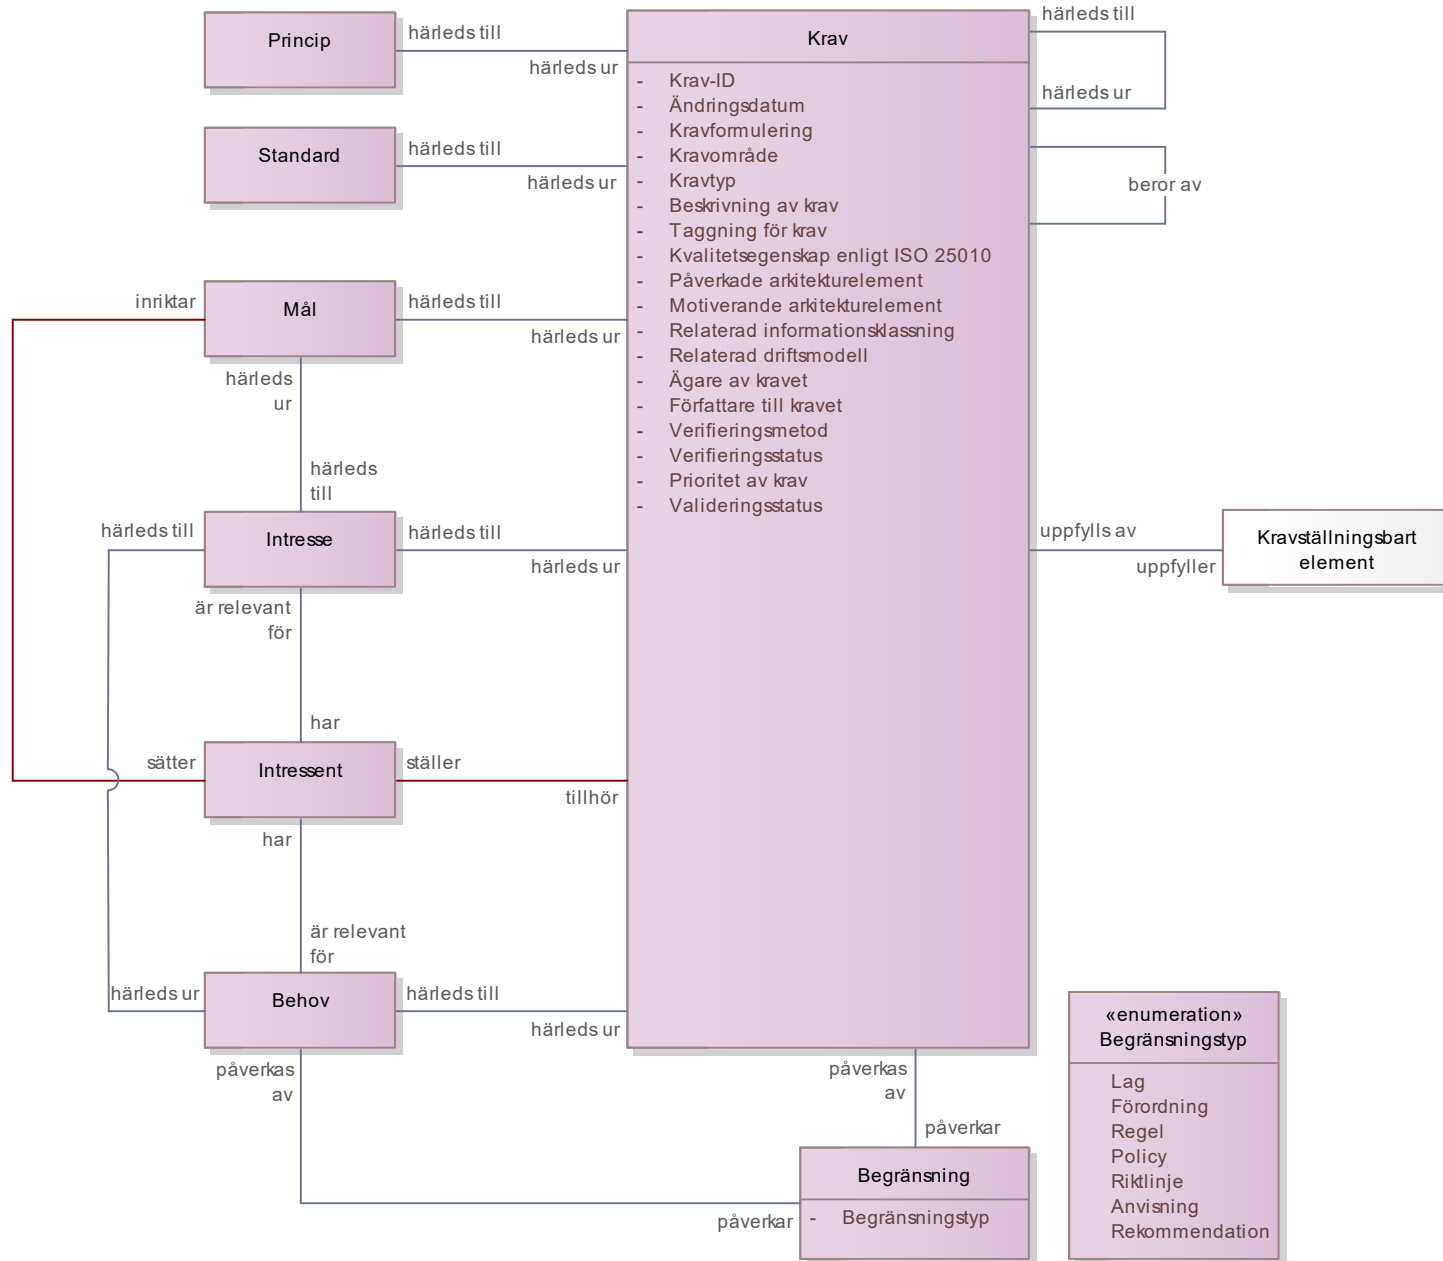 Princip
härleds till
härleds ur
Standard
härleds till
härleds ur
inriktar
Mål
härleds till
härleds ur
härleds
ur
härleds
till
härleds till
Intresse
härleds till
härleds ur
är relevant
för
har
sätter
Intressent
ställer
tillhör
har
är relevant
för
härleds ur
Behov
härleds till
härleds ur
påverkas
av
Krav
- Krav-ID
- Ändringsdatum
- Kravformulering
- Kravområde
- Kravtyp
- Beskrivning av krav
- Taggning för krav
- Kvalitetsegenskap enligt ISO 25010
- Påverkade arkitekturelement
- Motiverande arkitekturelement
- Relaterad informationsklassning
- Relaterad driftsmodell
- Ägare av kravet
- Författare till kravet
- Verifieringsmetod
- Verifieringsstatus
- Prioritet av krav
- Valideringsstatus
härleds till
härleds ur
beror av
uppfylls av
uppfyller
Kravställningsbart
element
påverkas
av
påverkar
påverkar
Begränsning
- Begränsningstyp
«enumeration»
Begränsningstyp
Lag
Förordning
Regel
Policy
Riktlinje
Anvisning
Rekommendation